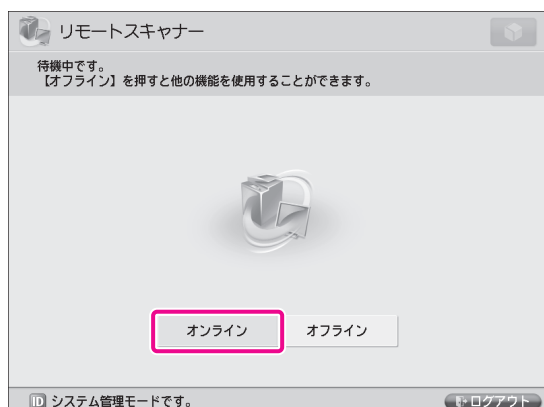 リモートスキャナー
待機中です。
【オフライン】を押すと他の機能を使用することができます。
オンライン
オフライン
ID システム管理モードです。
ログアウト